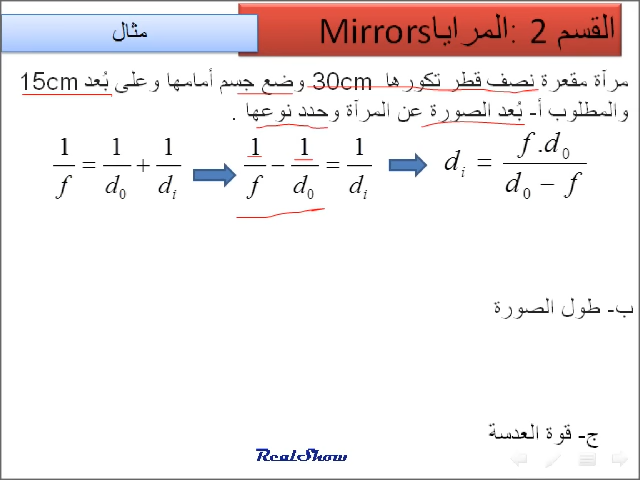 القسم 2 :المرايا Mirrors
مثال
مرآة مقعرة نصف قطر تكورها 30cm وضع جسم أمامها وعلى بُعد 15cm
والمطلوب أ- بُعد الصورة عن المرآة وحدد نوعها .
1/f = 1/d₀ + 1/dᵢ 1/f − 1/d₀ = 1/dᵢ dᵢ = f.d₀/(d₀ − f)
ب- طول الصورة
ج- قوة العدسة
RealShow